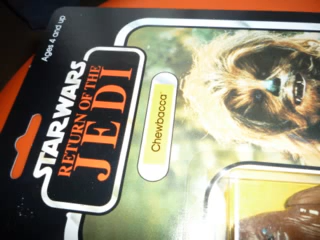 Ages 4 and up
STAR WARS
RETURN OF THE
JEDI
Chewbacca